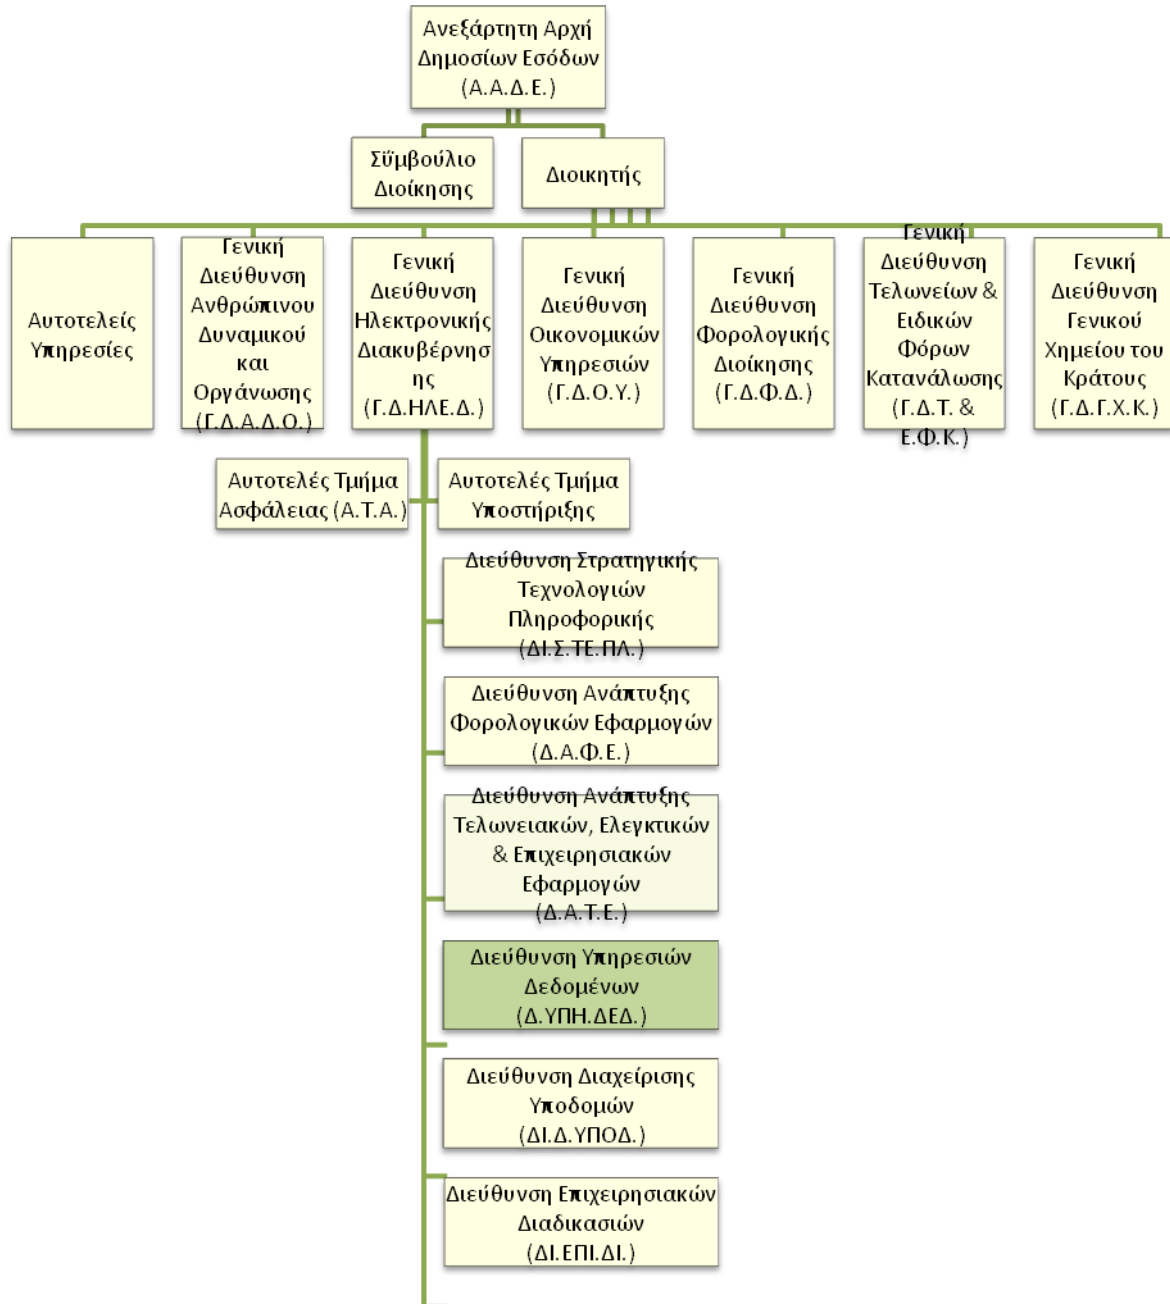 Ανεξάρτητη Αρχή
Δημοσίων Εσόδων
(Α.Α.Δ.Ε.)
Σΰμβούλιο
Διοίκησης
Διοικητής
Αυτοτελείς
Υπηρεσίες
Γενική
Διεύθυνση
Ανθρώπινου
Δυναμικού
και
Οργάνωσης
(Γ.Δ.Α.Δ.Ο.)
Γενική
Διεύθυνση
Ηλεκτρονικής
Διακυβέρνησ
ης
(Γ.Δ.ΗΛΕ.Δ.)
Γενική
Διεύθυνση
Οικονομικών
Υπηρεσιών
(Γ.Δ.Ο.Υ.)
Γενική
Διεύθυνση
Φορολογικής
Διοίκησης
(Γ.Δ.Φ.Δ.)
Γενική
Διεύθυνση
Τελωνείων &
Ειδικών
Φόρων
Κατανάλωσης
(Γ.Δ.Τ. &
Ε.Φ.Κ.)
Γενική
Διεύθυνση
Γενικού
Χημείου του
Κράτους
(Γ.Δ.Γ.Χ.Κ.)
Αυτοτελές Τμήμα
Ασφάλειας (Α.Τ.Α.)
Αυτοτελές Τμήμα
Υποστήριξης
Διεύθυνση Στρατηγικής
Τεχνολογιών
Πληροφορικής
(ΔΙ.Σ.ΤΕ.ΠΛ.)
Διεύθυνση Ανάπτυξης
Φορολογικών Εφαρμογών
(Δ.Α.Φ.Ε.)
Διεύθυνση Ανάπτυξης
Τελωνειακών, Ελεγκτικών
& Επιχειρησιακών
Εφαρμογών
(Δ.Α.Τ.Ε.)
Διεύθυνση Υπηρεσιών
Δεδομένων
(Δ.ΥΠΗ.ΔΕΔ.)
Διεύθυνση Διαχείρισης
Υποδομών
(ΔΙ.Δ.ΥΠΟΔ.)
Διεύθυνση Επιχειρησιακών
Διαδικασιών
(ΔΙ.ΕΠΙ.ΔΙ.)